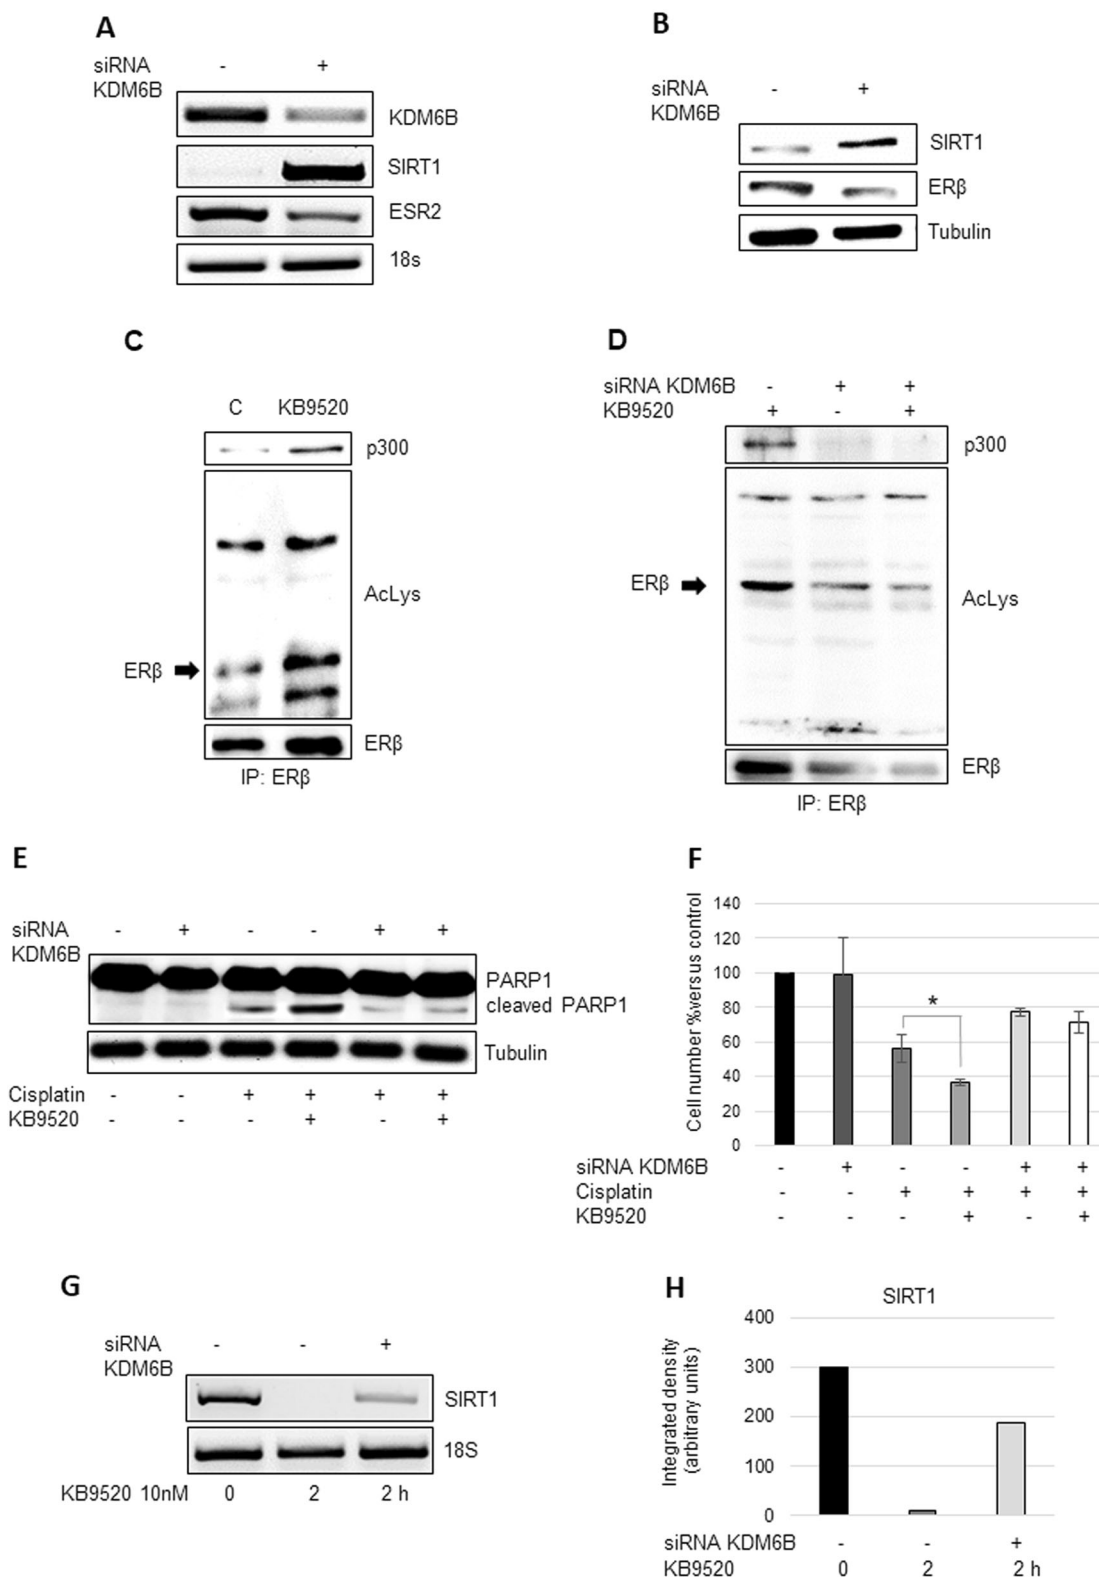 A
siRNA - +
KDM6B
KDM6B
SIRT1
ESR2
18s
B
siRNA - +
KDM6B
SIRT1
ERβ
Tubulin
C
C KB9520
p300
AcLys
ERβ
ERβ
IP: ERβ
D
siRNA KDM6B - + +
KB9520 + - +
p300
ERβ
AcLys
ERβ
IP: ERβ
E
siRNA - + - - + +
KDM6B
PARP1
cleaved PARP1
Tubulin
Cisplatin - - + + + +
KB9520 - - - + - +
F
Cell number %versus control
140
120
100
80
60
40
20
0
*
siRNA KDM6B - + - - + +
Cisplatin - - + + + +
KB9520 - - - + - +
G
siRNA - - +
KDM6B
SIRT1
18S
KB9520 10nM 0 2 2 h
H
SIRT1
Integrated density
(arbitrary units)
400
300
200
100
0
siRNA KDM6B - - +
KB9520 0 2 2 h